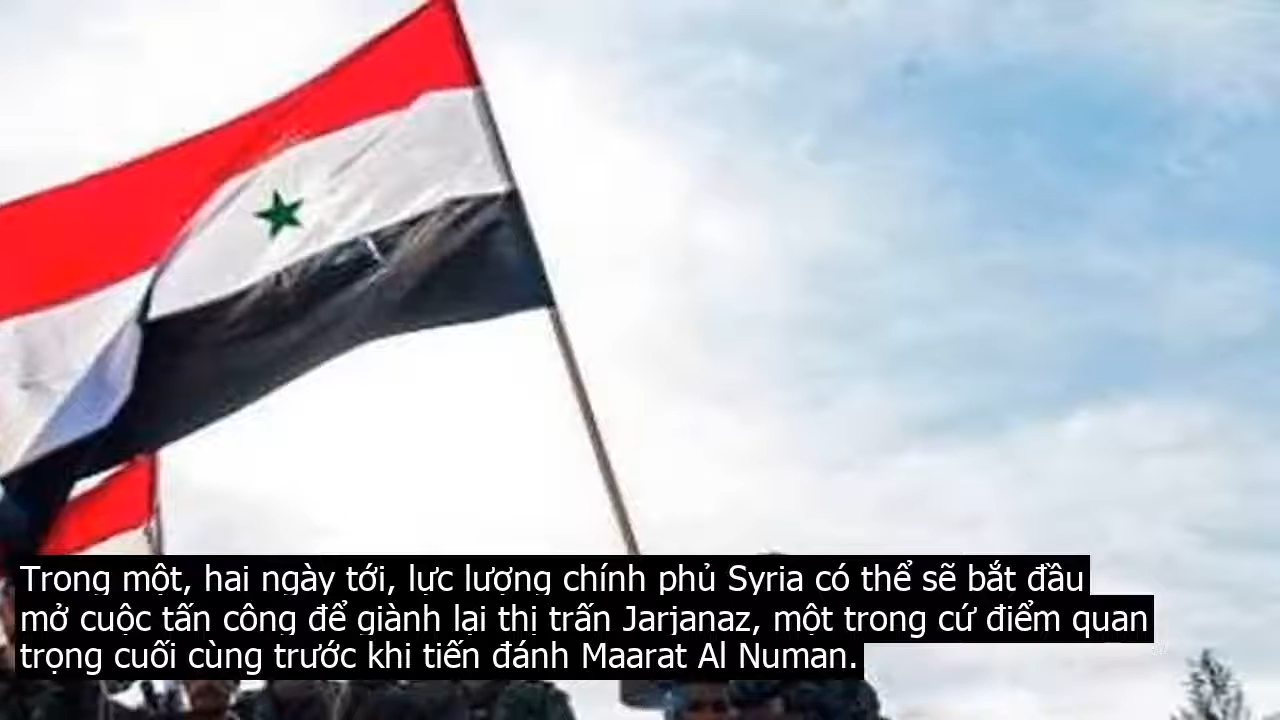 Trong một, hai ngày tới, lực lượng chính phủ Syria có thể sẽ bắt đầu
mở cuộc tấn công để giành lại thị trấn Jarjanaz, một trong cứ điểm quan
trọng cuối cùng trước khi tiến đánh Maarat Al Numan.